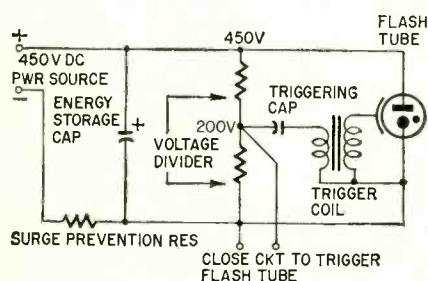 FLASH
TUBE
+
450V
450V DC
PWR SOURCE
−
TRIGGERING
CAP
ENERGY
STORAGE
CAP
+
200V
VOLTAGE
DIVIDER
TRIGGER
COIL
SURGE PREVENTION RES
CLOSE CKT TO TRIGGER
FLASH TUBE